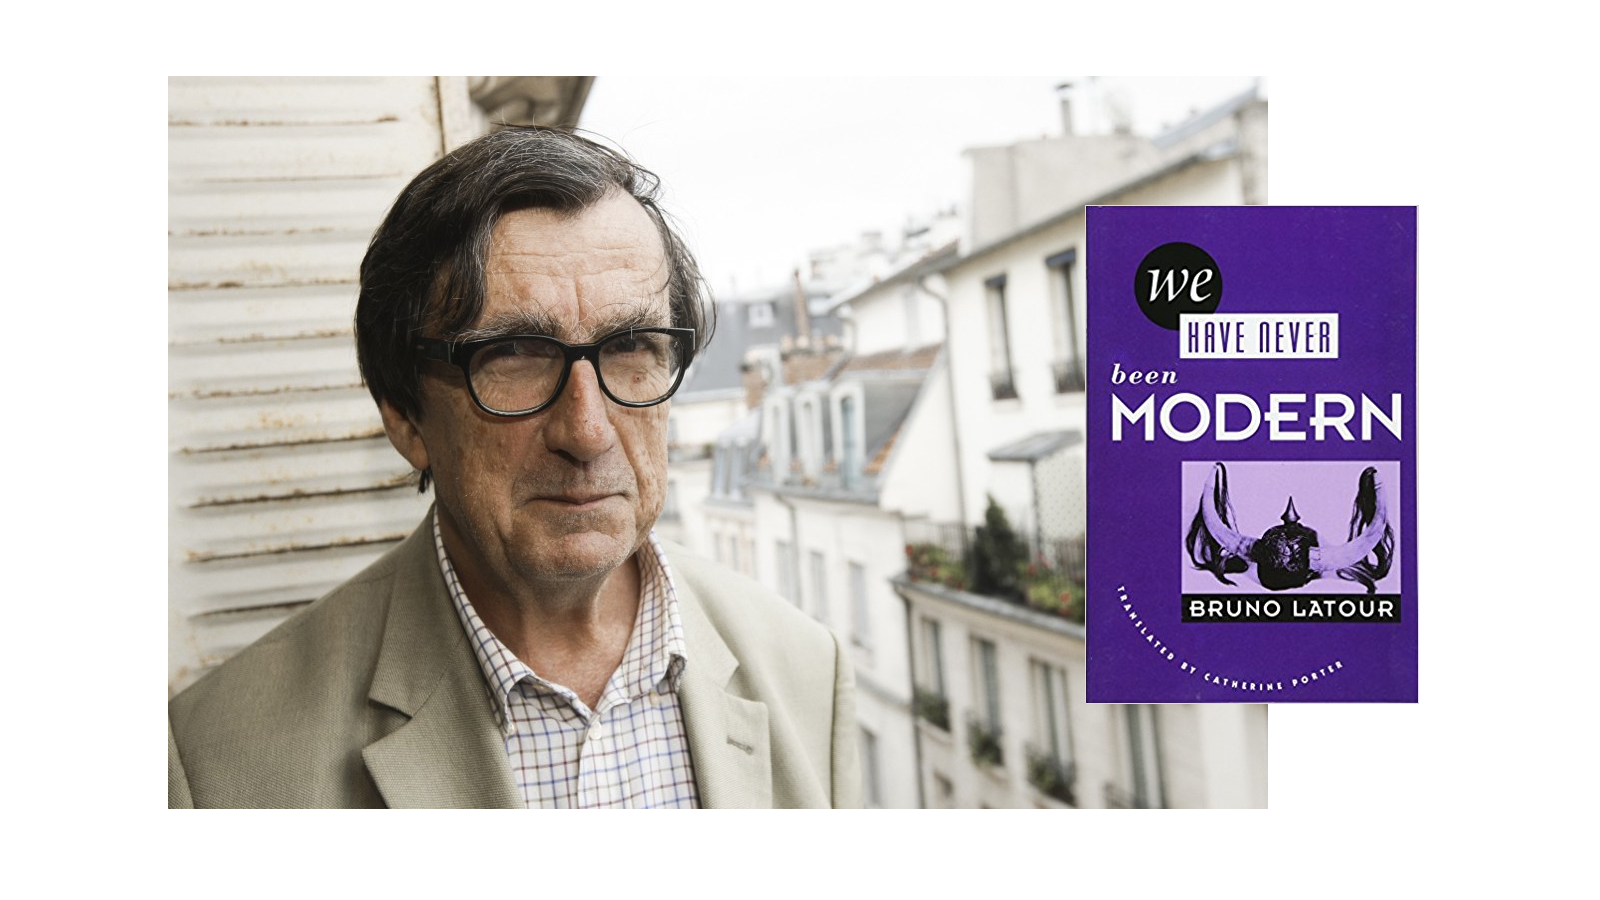 we
HAVE NEVER
been
MODERN
BRUNO LATOUR
TRANSLATED BY CATHERINE PORTER